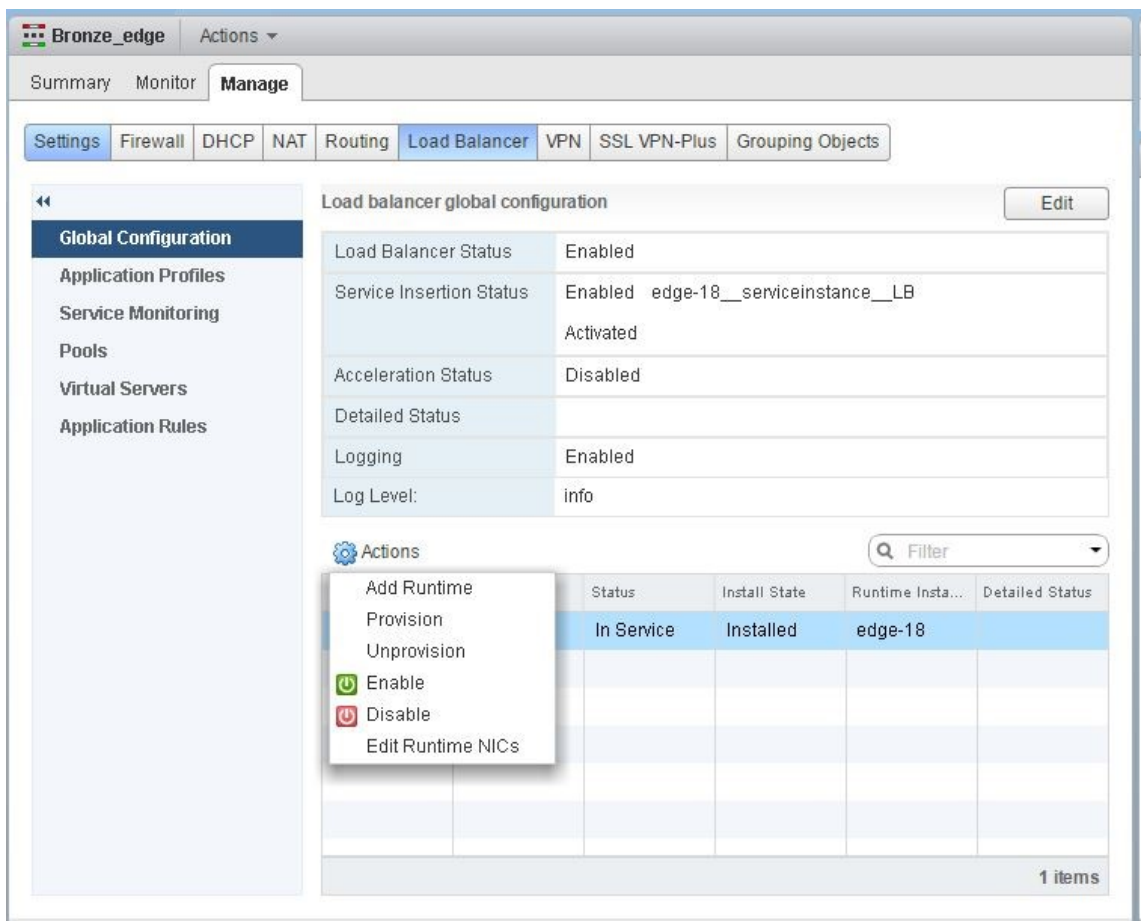 Bronze_edge Actions
Summary Monitor Manage
Settings Firewall DHCP NAT Routing Load Balancer VPN SSL VPN-Plus Grouping Objects
Global Configuration
Application Profiles
Service Monitoring
Pools
Virtual Servers
Application Rules
Load balancer global configuration Edit
Load Balancer Status Enabled
Service Insertion Status Enabled edge-18__serviceinstance__LB
Activated
Acceleration Status Disabled
Detailed Status
Logging Enabled
Log Level: info
Actions Filter
Add Runtime
Provision
Unprovision
Enable
Disable
Edit Runtime NICs
Status Install State Runtime Insta... Detailed Status
In Service Installed edge-18
1 items